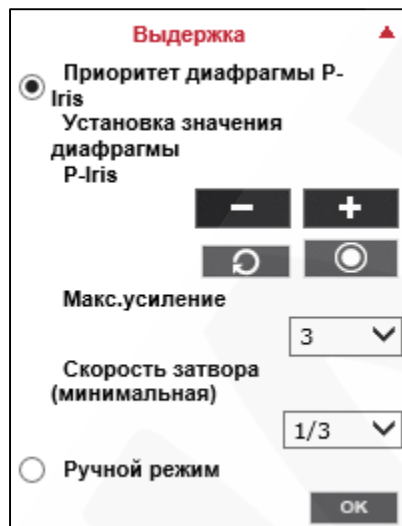 Выдержка
Приоритет диафрагмы P-
Iris
Установка значения
диафрагмы
P-Iris
Макс.усиление
3
Скорость затвора
(минимальная)
1/3
Ручной режим
OK